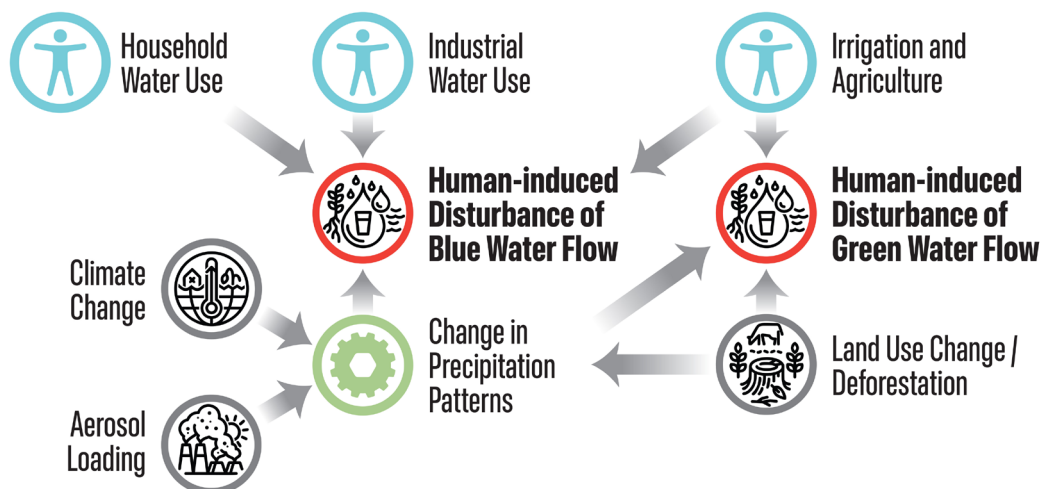 Household
Water Use
Industrial
Water Use
Irrigation and
Agriculture
Human-induced
Disturbance of
Blue Water Flow
Human-induced
Disturbance of
Green Water Flow
Climate
Change
Change in
Precipitation
Patterns
Land Use Change /
Deforestation
Aerosol
Loading